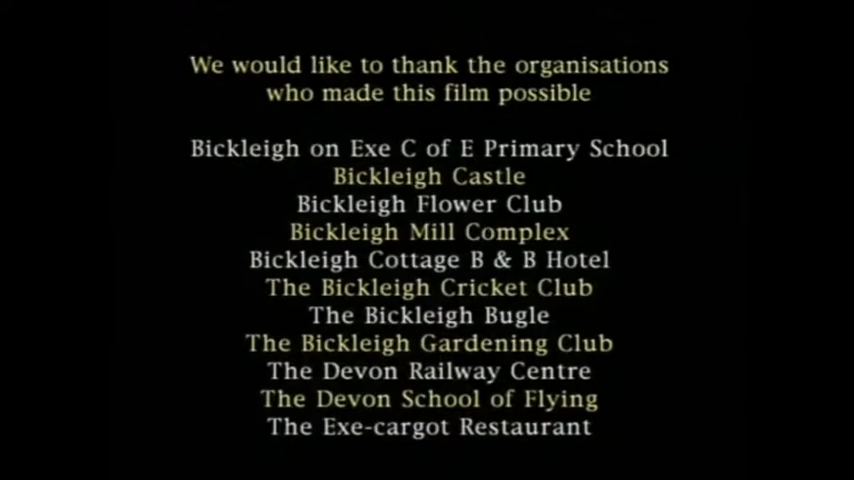 We would like to thank the organisations
who made this film possible
Bickleigh on Exe C of E Primary School
Bickleigh Castle
Bickleigh Flower Club
Bickleigh Mill Complex
Bickleigh Cottage B & B Hotel
The Bickleigh Cricket Club
The Bickleigh Bugle
The Bickleigh Gardening Club
The Devon Railway Centre
The Devon School of Flying
The Exe-cargot Restaurant